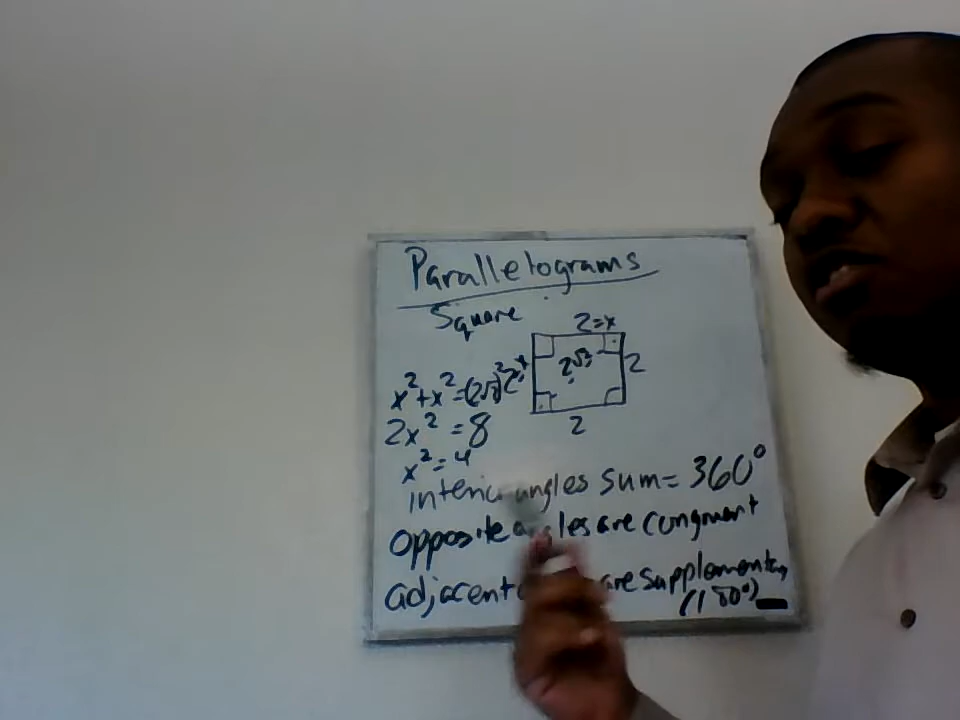 Parallelograms
Square
2=x
2√2
2
x²+x²=(2√2)² 2 x
2x²=8
2
x²=4
interior angles sum=360°
opposite angles are congruent
adjacent are supplementary
(180°)